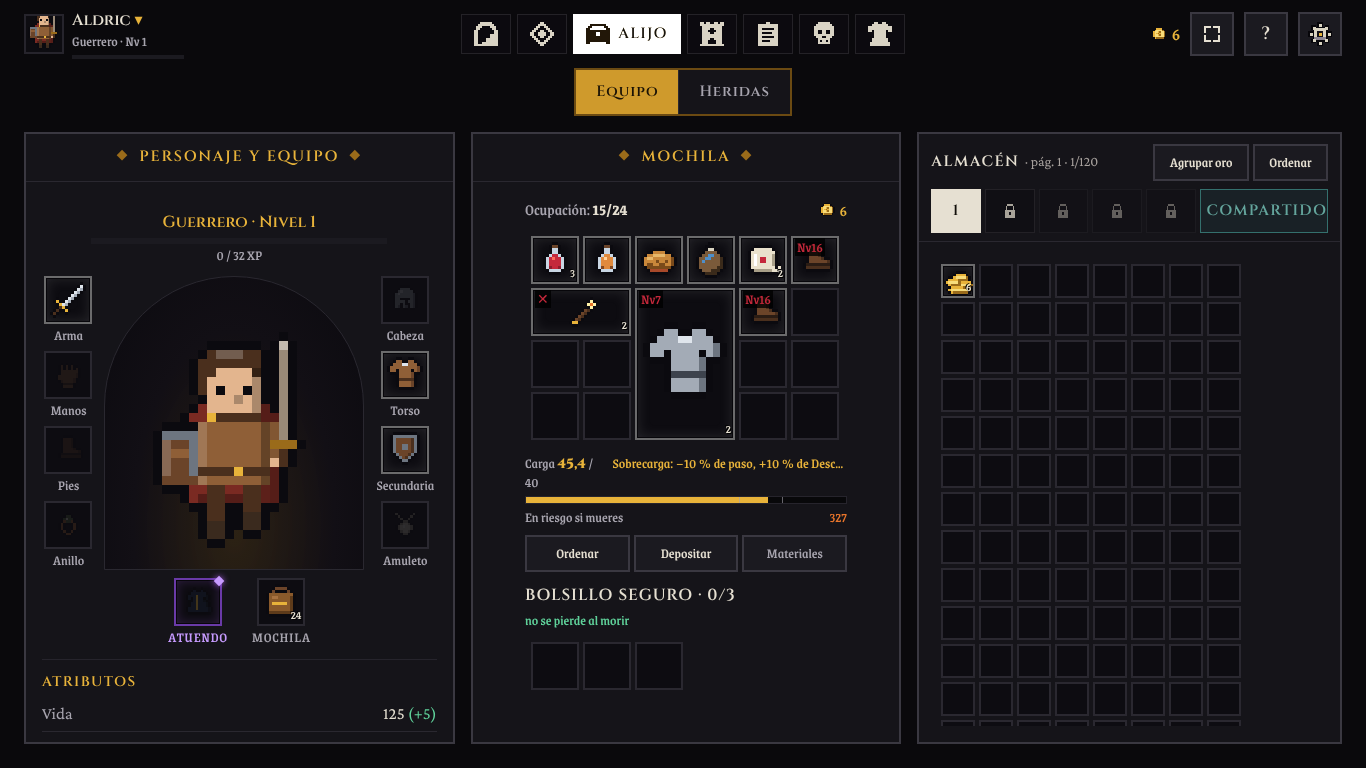 Aldric ▼
Guerrero · Nv 1
ALIJO
6
?
Equipo
Heridas
◆ PERSONAJE Y EQUIPO ◆
Guerrero · Nivel 1
0 / 32 XP
Arma
Cabeza
Manos
Torso
Pies
Secundaria
Anillo
Amuleto
24
ATUENDO
MOCHILA
ATRIBUTOS
Vida
125 (+5)
◆ MOCHILA ◆
Ocupación: 15/24
6
3
2
Nv16
✕
2
Nv7
2
Nv16
Carga 45,4 / 40
Sobrecarga: −10 % de paso, +10 % de Desc...
En riesgo si mueres
327
Ordenar
Depositar
Materiales
BOLSILLO SEGURO · 0/3
no se pierde al morir
ALMACÉN · pág. 1 · 1/120
Agrupar oro
Ordenar
1
COMPARTIDO
6